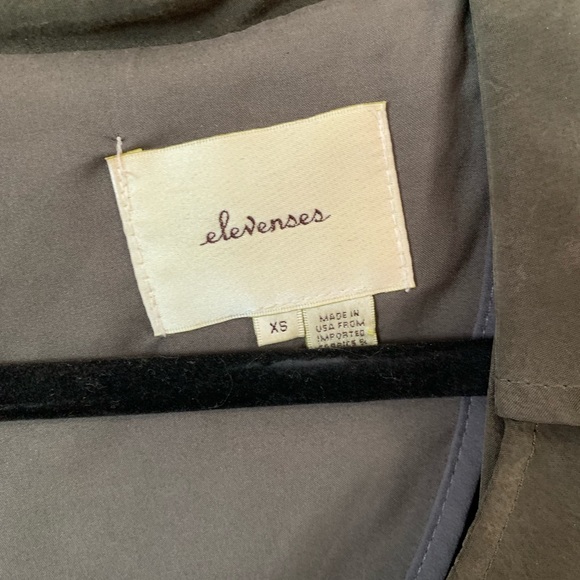 elevenses
XS
MADE IN
USA FROM
IMPORTED